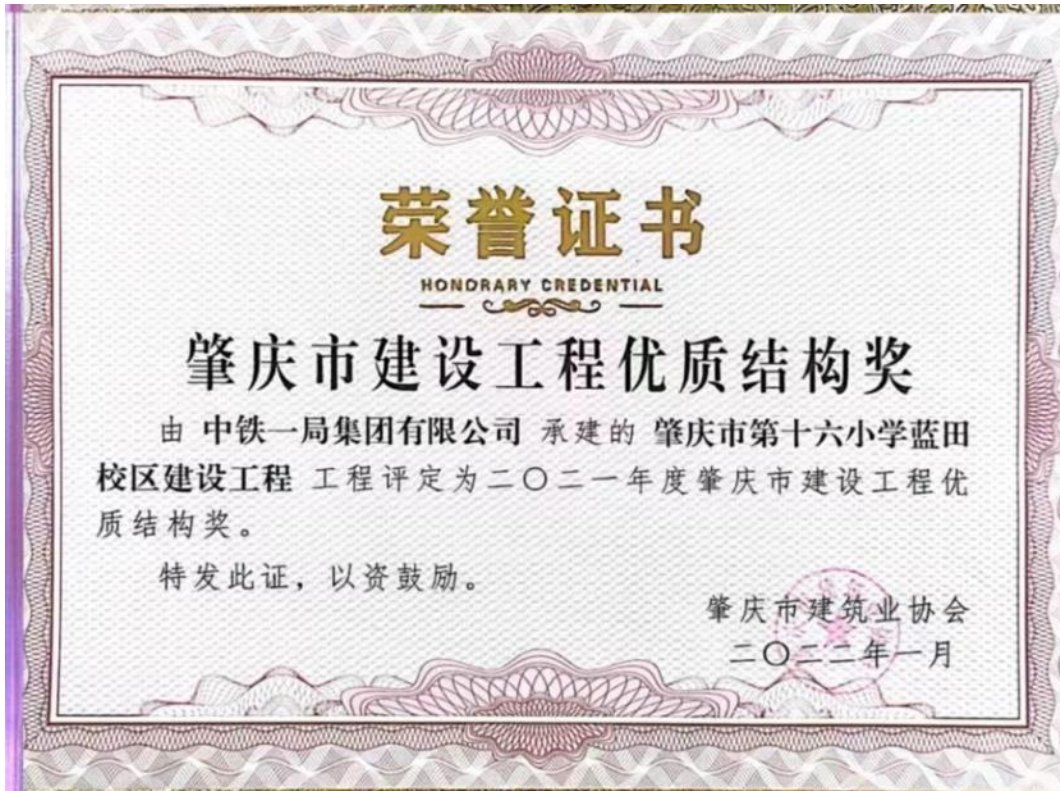 荣誉证书
HONORARY CREDENTIAL
肇庆市建设工程优质结构奖
由 中铁一局集团有限公司 承建的 肇庆市第十六小学蓝田
校区建设工程 工程评定为二〇二一年度肇庆市建设工程优
质结构奖。
特发此证，以资鼓励。
肇庆市建筑业协会
二〇二二年一月